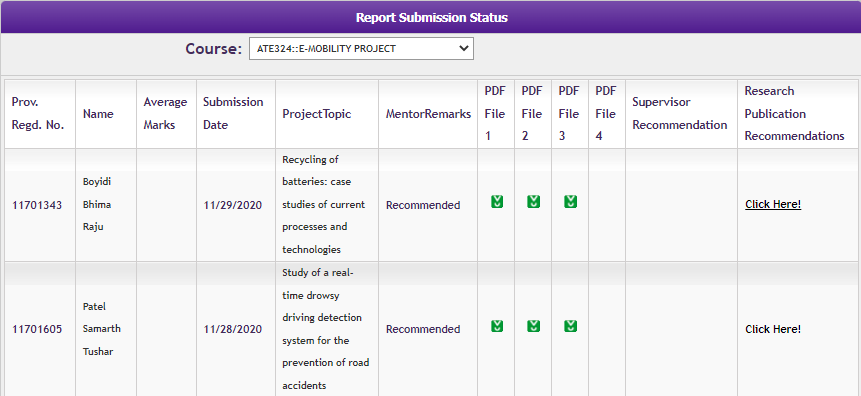 Report Submission Status
Course: ATE324::E-MOBILITY PROJECT
Prov. Regd. No.
Name
Average Marks
Submission Date
ProjectTopic
MentorRemarks
PDF File 1
PDF File 2
PDF File 3
PDF File 4
Supervisor Recommendation
Research Publication Recommendations
11701343
Boyidi
Bhima
Raju
11/29/2020
Recycling of
batteries: case
studies of current
processes and
technologies
Recommended
Click Here!
11701605
Patel
Samarth
Tushar
11/28/2020
Study of a real-
time drowsy
driving detection
system for the
prevention of road
accidents
Recommended
Click Here!